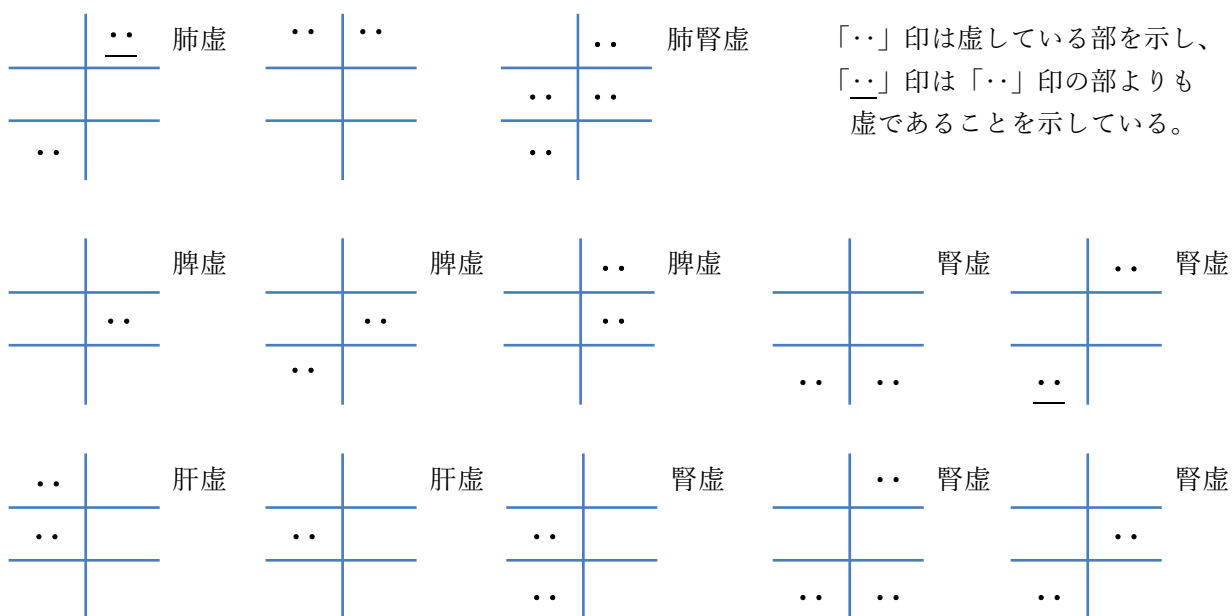 肺虚
肺腎虚
「‥」印は虚している部を示し、
「‥」印は「‥」印の部よりも
虚であることを示している。
脾虚
脾虚
脾虚
腎虚
腎虚
肝虚
肝虚
腎虚
腎虚
腎虚